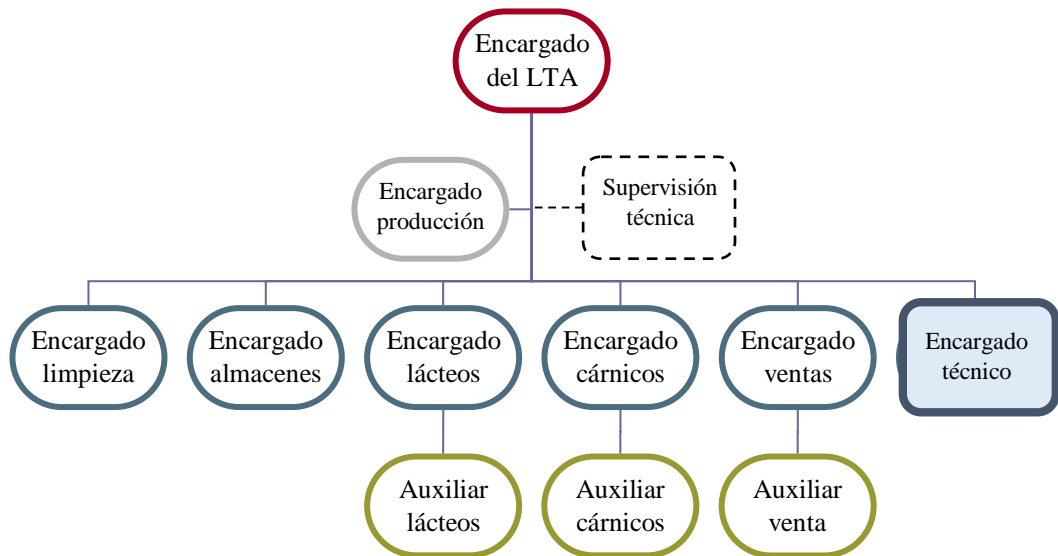 Encargado
del LTA
Encargado
producción
Supervisión
técnica
Encargado
limpieza
Encargado
almacenes
Encargado
lácteos
Encargado
cárnicos
Encargado
ventas
Encargado
técnico
Auxiliar
lácteos
Auxiliar
cárnicos
Auxiliar
venta